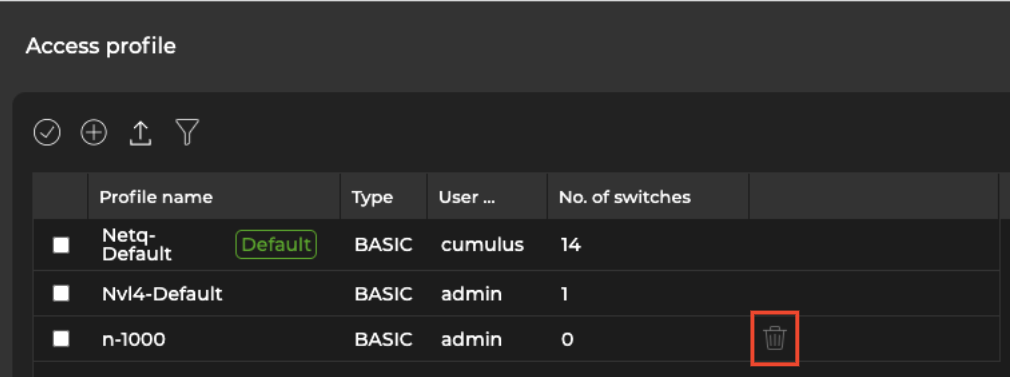 Access profile
Profile name Type User ... No. of switches
Netq-
Default Default BASIC cumulus 14
Nvl4-Default BASIC admin 1
n-1000 BASIC admin 0